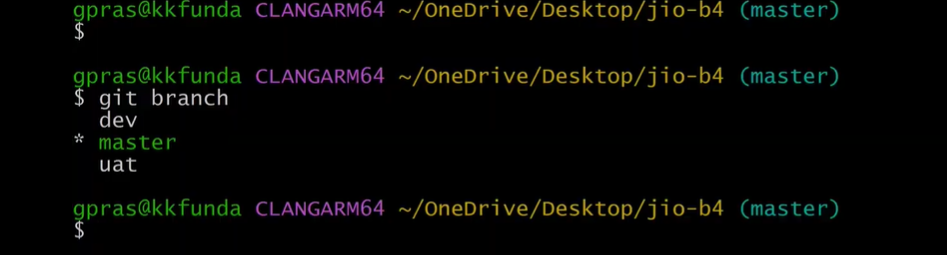 gpras@kkfunda CLANGARM64 ~/OneDrive/Desktop/jio-b4 (master)
$
gpras@kkfunda CLANGARM64 ~/OneDrive/Desktop/jio-b4 (master)
$ git branch
dev
* master
uat
gpras@kkfunda CLANGARM64 ~/OneDrive/Desktop/jio-b4 (master)
$